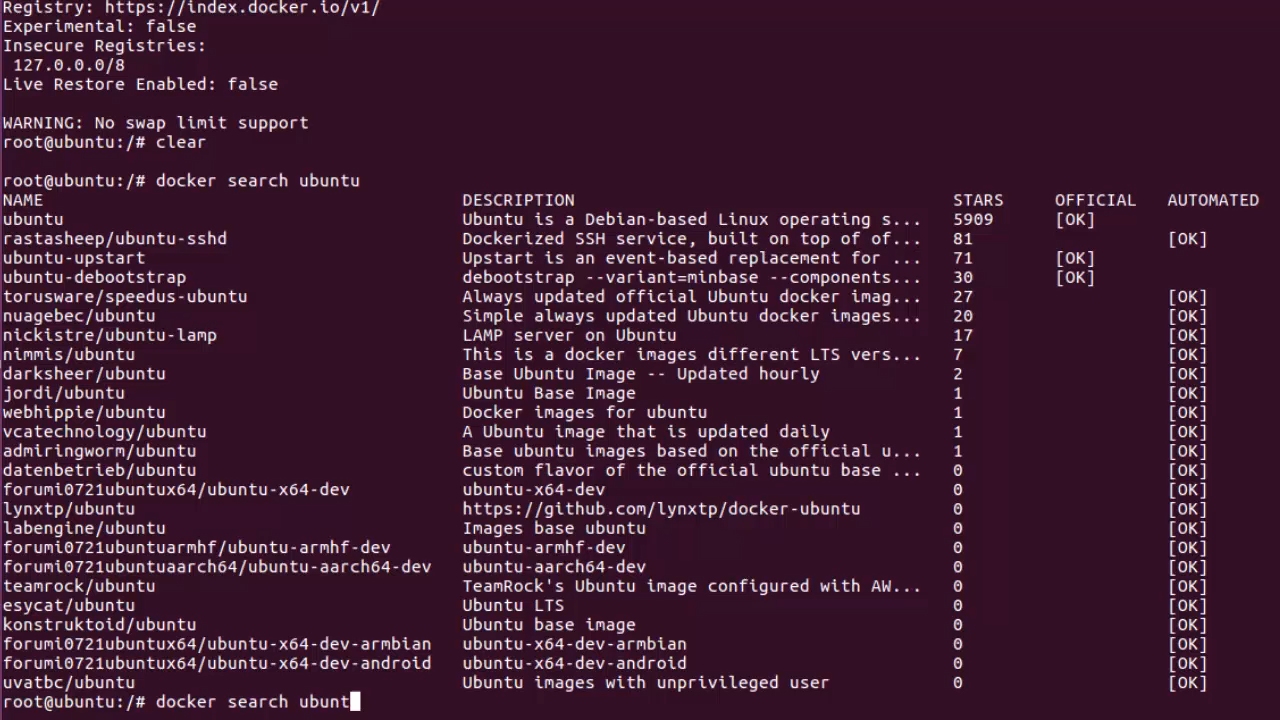 Registry: https://index.docker.io/v1/
Experimental: false
Insecure Registries:
 127.0.0.0/8
Live Restore Enabled: false

WARNING: No swap limit support
root@ubuntu:/# clear

root@ubuntu:/# docker search ubuntu
NAME DESCRIPTION STARS OFFICIAL AUTOMATED
ubuntu Ubuntu is a Debian-based Linux operating s... 5909 [OK]
rastasheep/ubuntu-sshd Dockerized SSH service, built on top of of... 81 [OK]
ubuntu-upstart Upstart is an event-based replacement for ... 71 [OK]
ubuntu-debootstrap debootstrap --variant=minbase --components... 30 [OK]
torusware/speedus-ubuntu Always updated official Ubuntu docker imag... 27 [OK]
nuagebec/ubuntu Simple always updated Ubuntu docker images... 20 [OK]
nickistre/ubuntu-lamp LAMP server on Ubuntu 17 [OK]
nimmis/ubuntu This is a docker images different LTS vers... 7 [OK]
darksheer/ubuntu Base Ubuntu Image -- Updated hourly 2 [OK]
jordi/ubuntu Ubuntu Base Image 1 [OK]
webhippie/ubuntu Docker images for ubuntu 1 [OK]
vcatechnology/ubuntu A Ubuntu image that is updated daily 1 [OK]
admiringworm/ubuntu Base ubuntu images based on the official u... 1 [OK]
datenbetrieb/ubuntu custom flavor of the official ubuntu base ... 0 [OK]
forumi0721ubuntux64/ubuntu-x64-dev ubuntu-x64-dev 0 [OK]
lynxtp/ubuntu https://github.com/lynxtp/docker-ubuntu 0 [OK]
labengine/ubuntu Images base ubuntu 0 [OK]
forumi0721ubuntuarmhf/ubuntu-armhf-dev ubuntu-armhf-dev 0 [OK]
forumi0721ubuntuaarch64/ubuntu-aarch64-dev ubuntu-aarch64-dev 0 [OK]
teamrock/ubuntu TeamRock's Ubuntu image configured with AW... 0 [OK]
esycat/ubuntu Ubuntu LTS 0 [OK]
konstruktoid/ubuntu Ubuntu base image 0 [OK]
forumi0721ubuntux64/ubuntu-x64-dev-armbian ubuntu-x64-dev-armbian 0 [OK]
forumi0721ubuntux64/ubuntu-x64-dev-android ubuntu-x64-dev-android 0 [OK]
uvatbc/ubuntu Ubuntu images with unprivileged user 0 [OK]
root@ubuntu:/# docker search ubunt